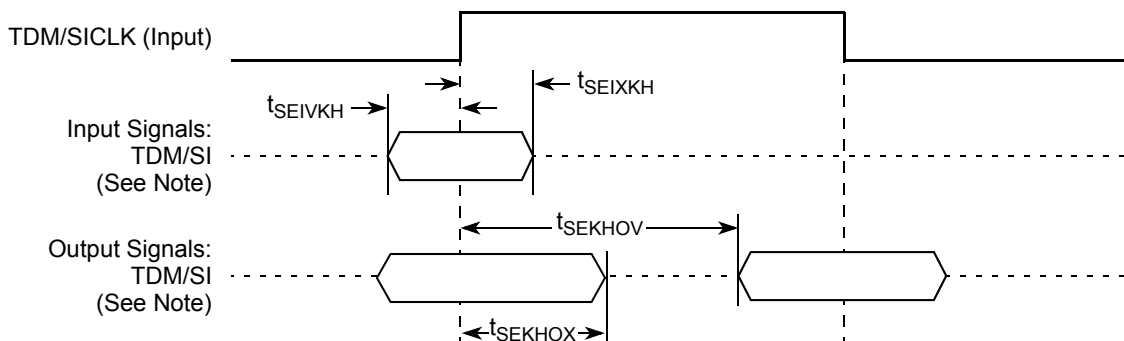 TDM/SICLK (Input)
tSEIXKH
tSEIVKH
Input Signals:
TDM/SI
(See Note)
tSEKHOV
Output Signals:
TDM/SI
(See Note)
tSEKHOX